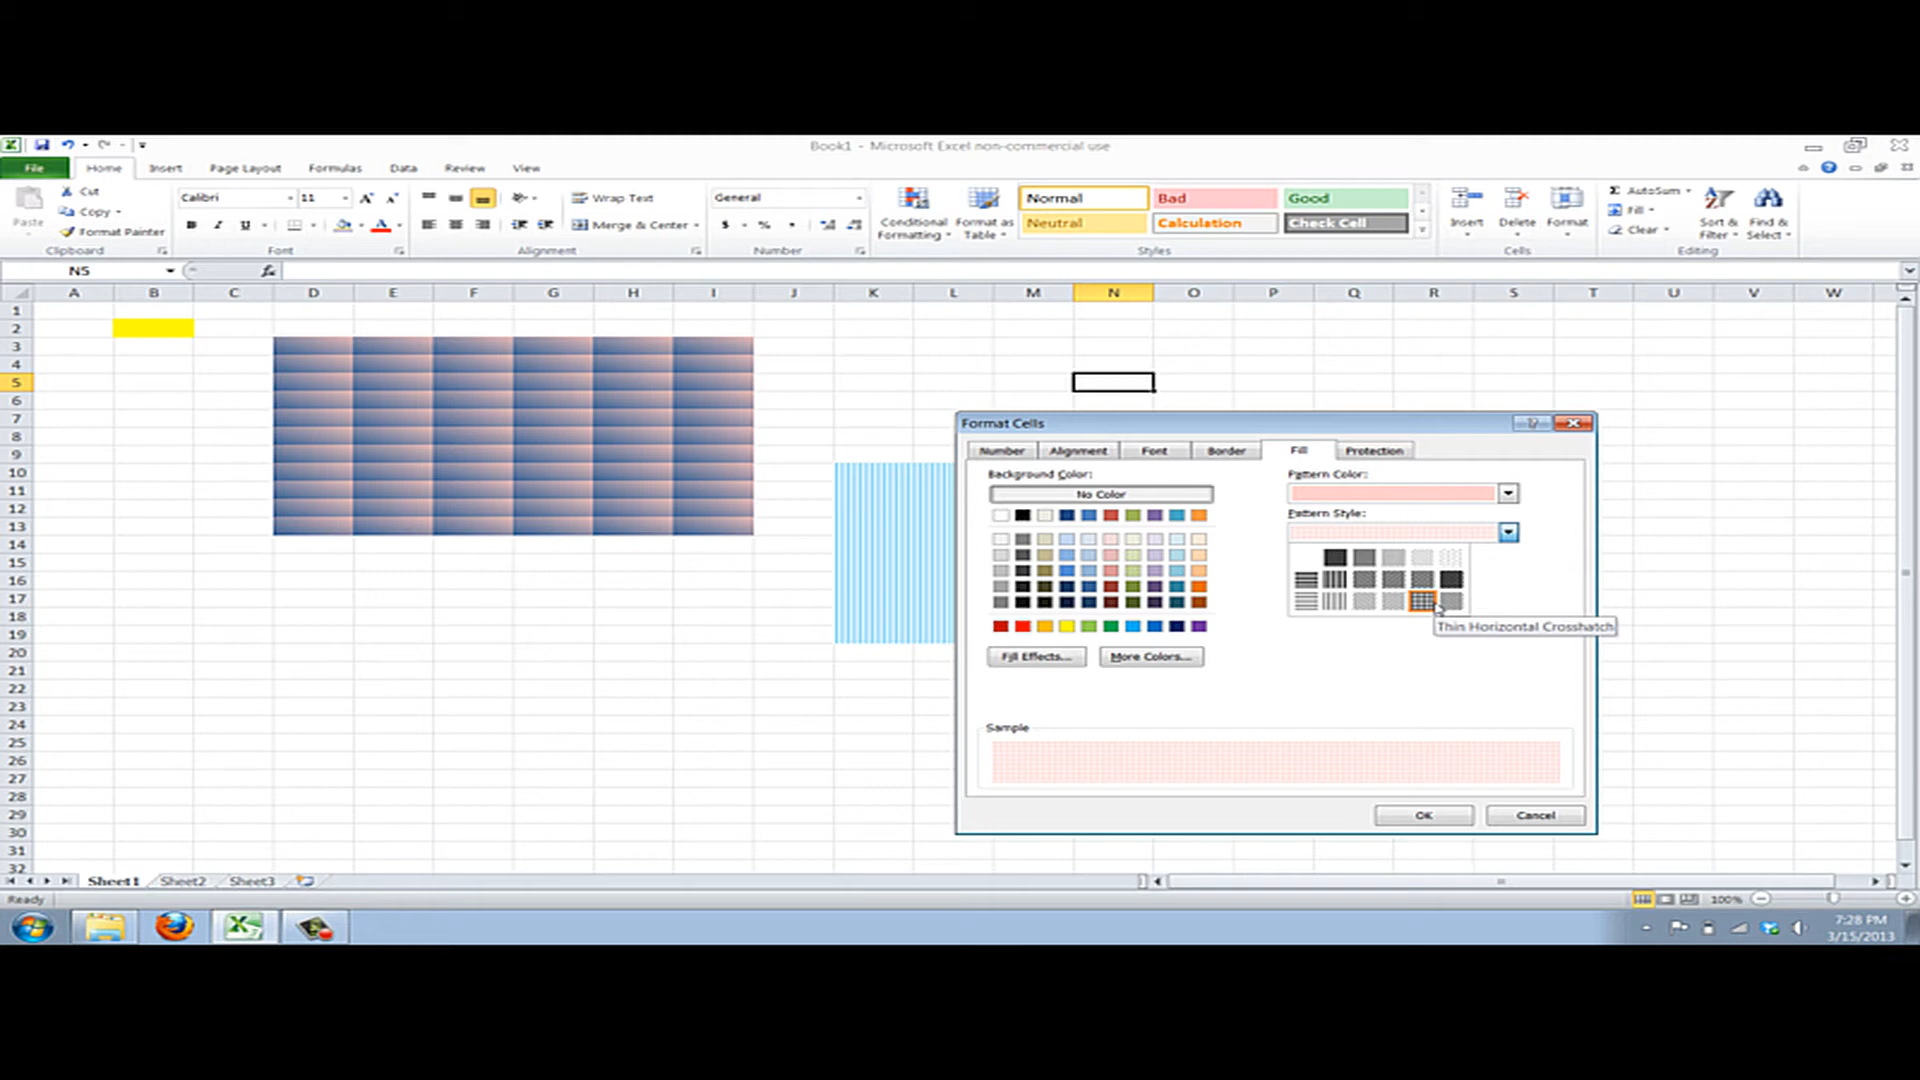 Book1 - Microsoft Excel non-commercial use
File Home Insert Page Layout Formulas Data Review View
Paste
Cut
Copy
Format Painter
Clipboard
Calibri 11
B I U A
Font
Wrap Text
Merge & Center
Alignment
General
$ %
Number
Conditional Formatting
Format as Table
Normal Bad Good
Neutral Calculation Check Cell
Styles
Insert Delete Format
Cells
Σ AutoSum
Fill
Clear
Sort & Filter
Find & Select
Editing
N5 fx
A B C D E F G H I J K L M N O P Q R S T U V W
1
2
3
4
5
6
7
8
9
10
11
12
13
14
15
16
17
18
19
20
21
22
23
24
25
26
27
28
29
30
31
32
Format Cells
Number Alignment Font Border Fill Protection
Background Color:
No Color
Fill Effects... More Colors...
Pattern Color:
Pattern Style:
Thin Horizontal Crosshatch
Sample
OK Cancel
Sheet1 Sheet2 Sheet3
Ready
100%
7:28 PM
3/15/2013